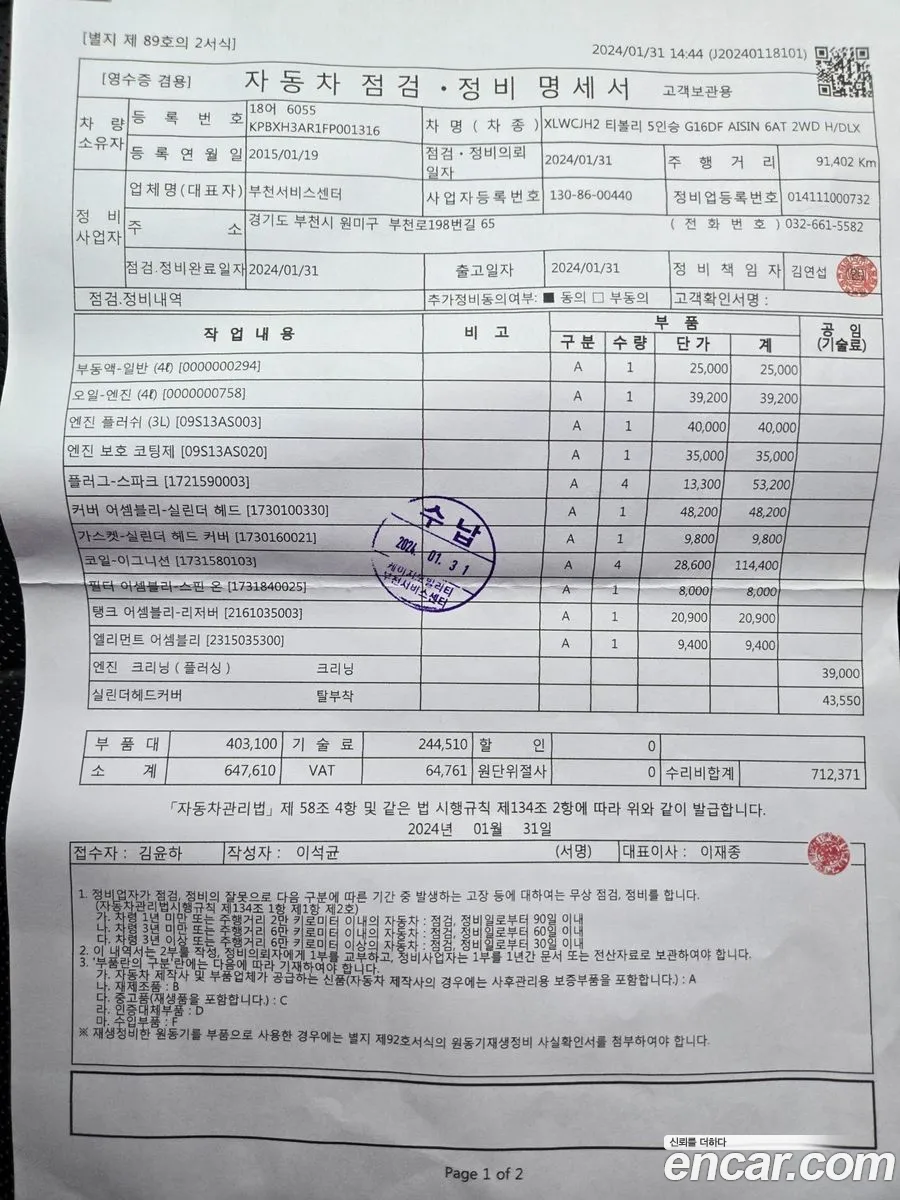 [별지 제 89호의 2서식]
2024/01/31 14:44 (J20240118101)
[영수증 겸용] 자 동 차 점 검 · 정 비 명 세 서 고객보관용
차 량 소유자
등 록 번 호 18어 6055 KPBXH3AR1FP001316 차 명 ( 차 종 ) XLWCJH2 티볼리 5인승 G16DF AISIN 6AT 2WD H/DLX
등 록 연 월 일 2015/01/19 점검·정비의뢰 일자 2024/01/31 주 행 거 리 91,402 Km
정 비 사업자
업체명(대표자) 부천서비스센터 사업자등록번호 130-86-00440 정비업등록번호 014111000732
주 소 경기도 부천시 원미구 부천로198번길 65 ( 전 화 번 호 ) 032-661-5582
점검.정비완료일자 2024/01/31 출고일자 2024/01/31 정 비 책 임 자 김연섭
점검.정비내역 추가정비동의여부: ■ 동의 □ 부동의 고객확인서명 :
작 업 내 용 비 고 부 품 공 임 (기술료)
구 분 수 량 단 가 계
부동액-일반 (4ℓ) [0000000294] A 1 25,000 25,000
오일-엔진 (4ℓ) [0000000758] A 1 39,200 39,200
엔진 플러쉬 (3L) [09S13AS003] A 1 40,000 40,000
엔진 보호 코팅제 [09S13AS020] A 1 35,000 35,000
플러그-스파크 [1721590003] A 4 13,300 53,200
커버 어셈블리-실린더 헤드 [1730100330] A 1 48,200 48,200
가스켓-실린더 헤드 커버 [1730160021] A 1 9,800 9,800
코일-이그니션 [1731580103] A 4 28,600 114,400
필터 어셈블리-스핀 온 [1731840025] A 1 8,000 8,000
탱크 어셈블리-리저버 [2161035003] A 1 20,900 20,900
엘리먼트 어셈블리 [2315035300] A 1 9,400 9,400
엔진 크리닝 ( 플러싱 ) 크리닝 39,000
실린더헤드커버 탈부착 43,550
수 납
2024. 01. 31
부천서비스센터
부 품 대 403,100 기 술 료 244,510 할 인 0
소 계 647,610 VAT 64,761 원단위절사 0 수리비합계 712,371
「자동차관리법」제 58조 4항 및 같은 법 시행규칙 제134조 2항에 따라 위와 같이 발급합니다.
2024년 01월 31일
접수자 : 김윤하 작성자 : 이석균 (서명) 대표이사 : 이재종
1. 정비업자가 점검, 정비의 잘못으로 다음 구분에 따른 기간 중 발생하는 고장 등에 대하여는 무상 점검, 정비를 합니다.
(자동차관리법시행규칙 제134조 1항 제1항 제2호)
가. 차령 1년 미만 또는 주행거리 2만 키로미터 이내의 자동차 : 점검, 정비일로부터 90일 이내
나. 차령 3년 미만 또는 주행거리 6만 키로미터 이내의 자동차 : 점검, 정비일로부터 60일 이내
다. 차령 3년 이상 또는 주행거리 6만 키로미터 이상의 자동차 : 점검, 정비일로부터 30일 이내
2. 이 내역서는 2부를 작성, 정비의뢰자에게 1부를 교부하고, 정비사업자는 1부를 1년간 문서 또는 전산자료로 보관하여야 합니다.
3. '부품란의 구분'란에는 다음에 따라 기재하여야 합니다.
가. 자동차 제작사 및 부품업체가 공급하는 신품(자동차 제작사의 경우에는 사후관리용 보증부품을 포함합니다.) : A
나. 재제조품 : B
다. 중고품(재생품을 포함합니다.) : C
라. 인증대체부품 : D
마. 수입부품 : F
※ 재생정비한 원동기를 부품으로 사용한 경우에는 별지 제92호서식의 원동기재생정비 사실확인서를 첨부하여야 합니다.
신뢰를 더하다
encar.com
Page 1 of 2